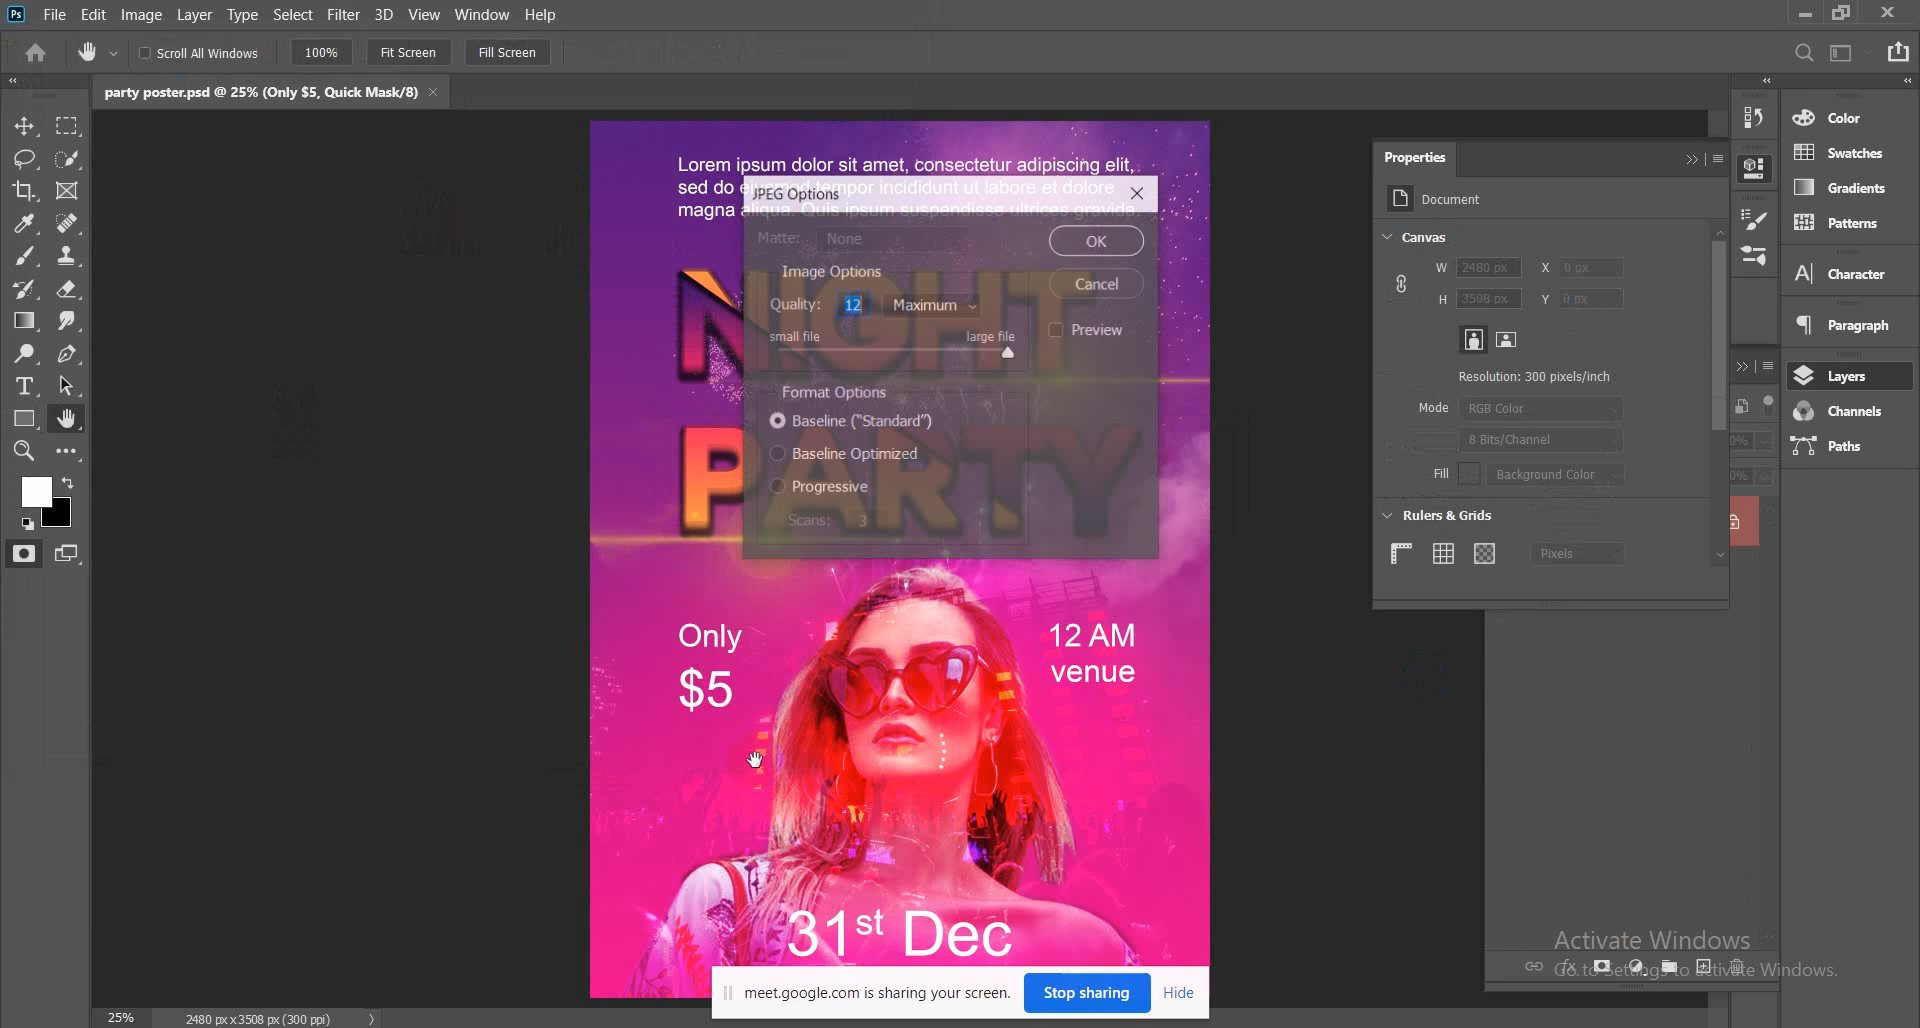 Ps File Edit Image Layer Type Select Filter 3D View Window Help
Scroll All Windows 100% Fit Screen Fill Screen
party poster.psd @ 25% (Only $5, Quick Mask/8)
Lorem ipsum dolor sit amet, consectetur adipiscing elit,
sed do eiusmod tempor incididunt ut labore et dolore
magna aliqua. Quis ipsum suspendisse ultrices gravida.
NIGHT
PARTY
Only
$5
12 AM
venue
31st Dec
JPEG Options
Matte: None
OK
Image Options
Cancel
Quality: 12 Maximum
Preview
small file large file
Format Options
Baseline ("Standard")
Baseline Optimized
Progressive
Scans: 3
Properties
Document
Canvas
W 2480 px X 0 px
H 3508 px Y 0 px
Resolution: 300 pixels/inch
Mode RGB Color
8 Bits/Channel
Fill Background Color
Rulers & Grids
Pixels
Color
Swatches
Gradients
Patterns
Character
Paragraph
Layers
Channels
Paths
0%
0%
Activate Windows
Go to Settings to activate Windows.
meet.google.com is sharing your screen. Stop sharing Hide
25% 2480 px x 3508 px (300 ppi)